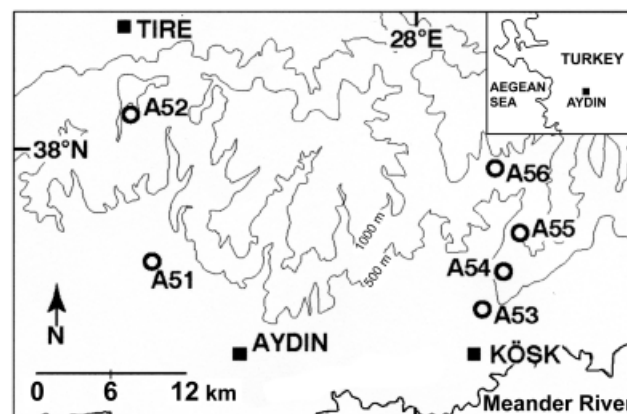 TIRE
28°E
TURKEY
AEGEAN
SEA
AYDIN
A52
38°N
A56
1000 m
A55
500 m
A54
A51
A53
N
AYDIN
KÖŞK
0 6 12 km
Meander River